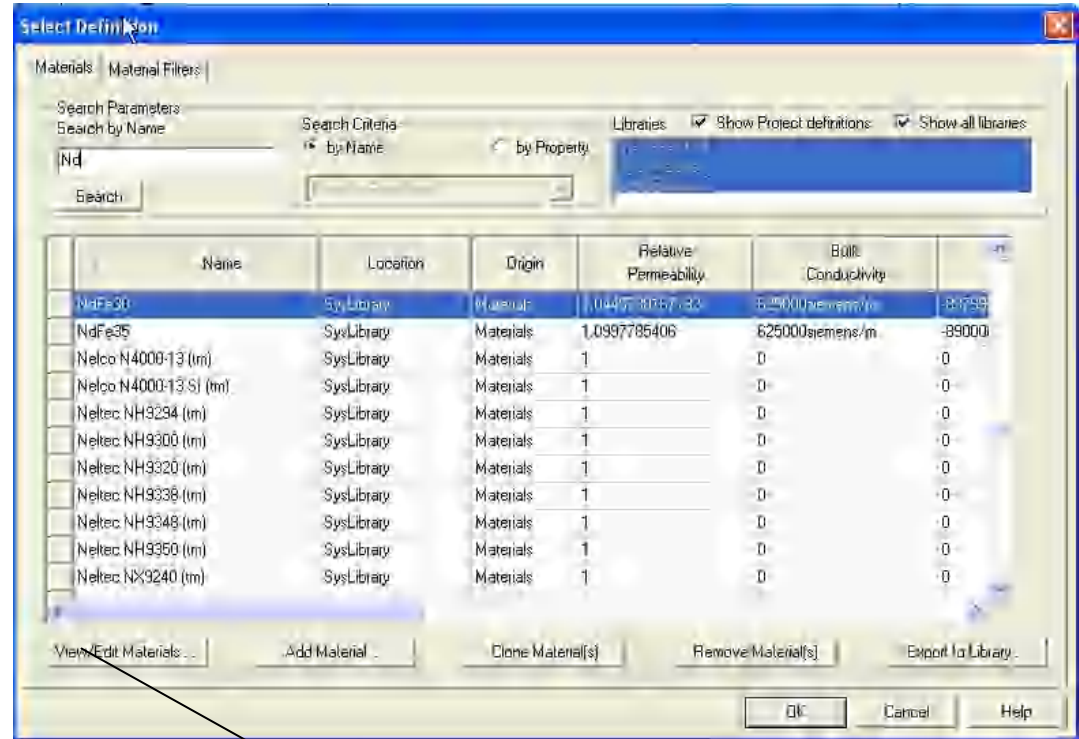 Select Definition
Materials Material Filters
Search Parameters
Search by Name
Nd
Search
Search Criteria
by Name by Property
Libraries Show Project definitions Show all libraries
Name Location Origin Relative Permeability Bulk Conductivity
NdFe30 SysLibrary Materials
NdFe35 SysLibrary Materials 1.0997785406 625000siemens/m -89000
Nelco N4000-13 (tm) SysLibrary Materials 1 0 0
Nelco N4000-13 SI (tm) SysLibrary Materials 1 0 0
Neltec NH9294 (tm) SysLibrary Materials 1 0 0
Neltec NH9300 (tm) SysLibrary Materials 1 0 0
Neltec NH9320 (tm) SysLibrary Materials 1 0 0
Neltec NH9338 (tm) SysLibrary Materials 1 0 0
Neltec NH9348 (tm) SysLibrary Materials 1 0 0
Neltec NH9350 (tm) SysLibrary Materials 1 0 0
Neltec NX9240 (tm) SysLibrary Materials 1 0 0
View/Edit Materials ... Add Material ... Clone Material(s) Remove Material(s) Export to Library...
OK Cancel Help